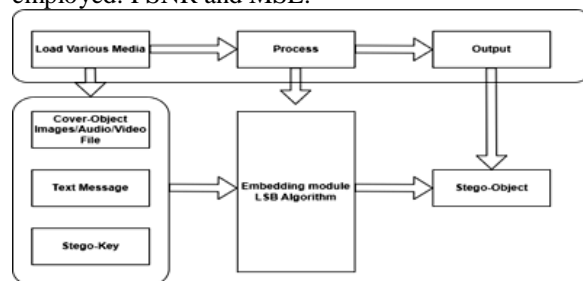 employed: PSNR and MSE.
Load Various Media
Process
Output
Cover-Object
Images/Audio/Video
File
Text Message
Stego-Key
Embedding module
LSB Algorithm
Stego-Object